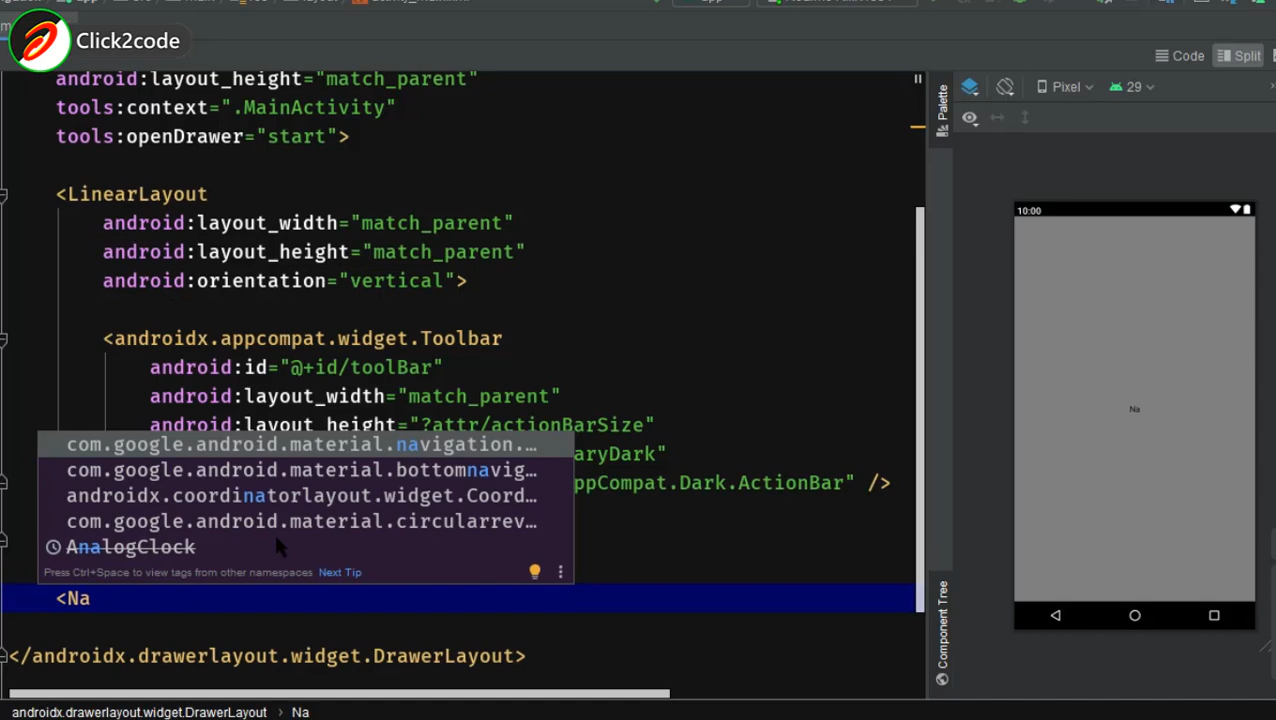 Click2code
Code
Split
android:layout_height="match_parent"
tools:context=".MainActivity"
tools:openDrawer="start">
<LinearLayout
android:layout_width="match_parent"
android:layout_height="match_parent"
android:orientation="vertical">
<androidx.appcompat.widget.Toolbar
android:id="@+id/toolBar"
android:layout_width="match_parent"
android:layout_height="?attr/actionBarSize"
aryDark"
ppCompat.Dark.ActionBar" />
com.google.android.material.navigation.…
com.google.android.material.bottomnavig…
androidx.coordinatorlayout.widget.Coord…
com.google.android.material.circularrev…
AnalogClock
Press Ctrl+Space to view tags from other namespaces Next Tip
<Na
</androidx.drawerlayout.widget.DrawerLayout>
androidx.drawerlayout.widget.DrawerLayout › Na
Palette
Component Tree
Pixel
29
10:00
Na